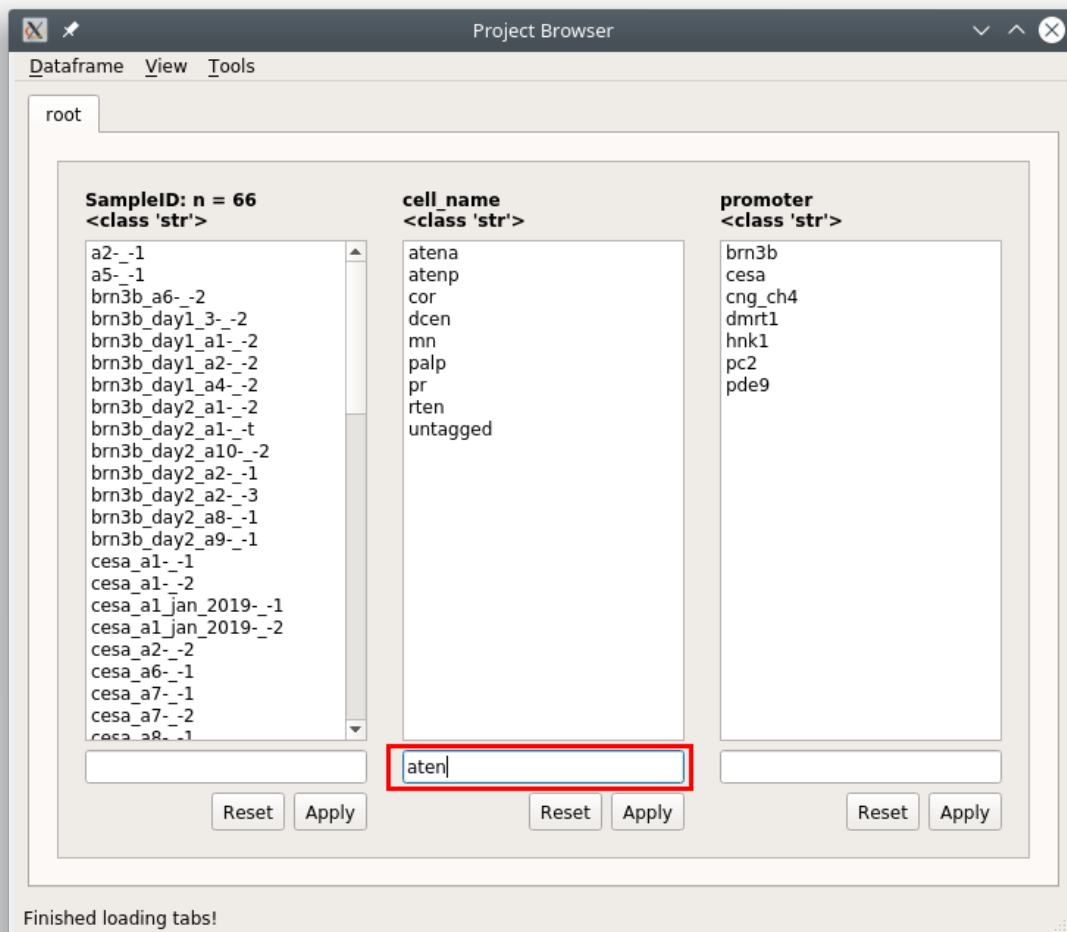 Project Browser
Dataframe View Tools
root
SampleID: n = 66
<class 'str'>
a2-_-1
a5-_-1
brn3b_a6-_-2
brn3b_day1_3-_-2
brn3b_day1_a1-_-2
brn3b_day1_a2-_-2
brn3b_day1_a4-_-2
brn3b_day2_a1-_-2
brn3b_day2_a1-_-t
brn3b_day2_a10-_-2
brn3b_day2_a2-_-1
brn3b_day2_a2-_-3
brn3b_day2_a8-_-1
brn3b_day2_a9-_-1
cesa_a1-_-1
cesa_a1-_-2
cesa_a1_jan_2019-_-1
cesa_a1_jan_2019-_-2
cesa_a2-_-2
cesa_a6-_-1
cesa_a7-_-1
cesa_a7-_-2
cesa_a8-_-1
Reset Apply
cell_name
<class 'str'>
atena
atenp
cor
dcen
mn
palp
pr
rten
untagged
aten
Reset Apply
promoter
<class 'str'>
brn3b
cesa
cng_ch4
dmrt1
hnk1
pc2
pde9
Reset Apply
Finished loading tabs!